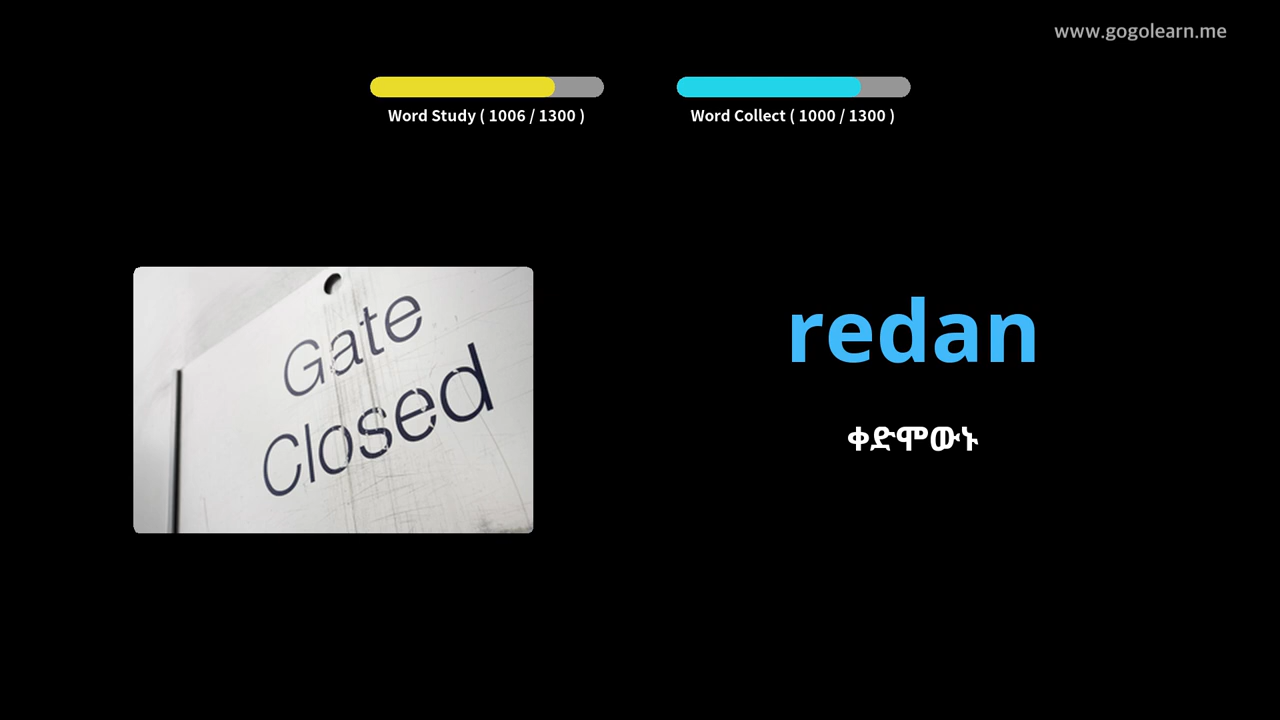 www.gogolearn.me
Word Study ( 1006 / 1300 )
Word Collect ( 1000 / 1300 )
Gate
Closed
redan
ቀድሞውኑ